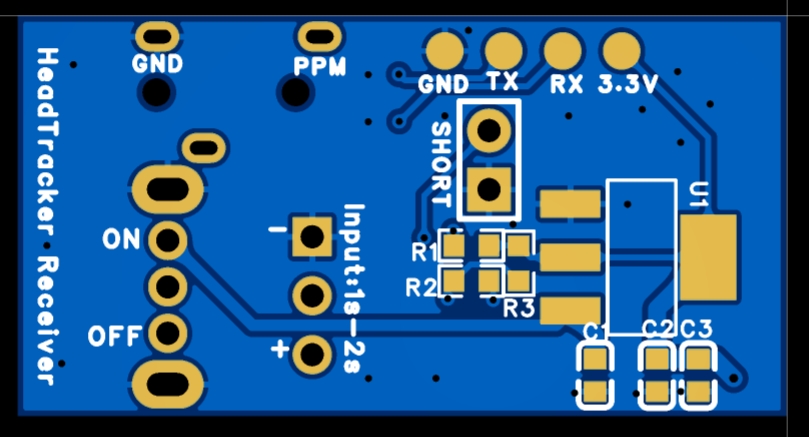 HeadTracker Receiver
GND
PPM
GND TX RX 3.3V
SHORT
U1
ON
OFF
-
+
Input:1s-2s
R1
R2
R3
C1
C2
C3